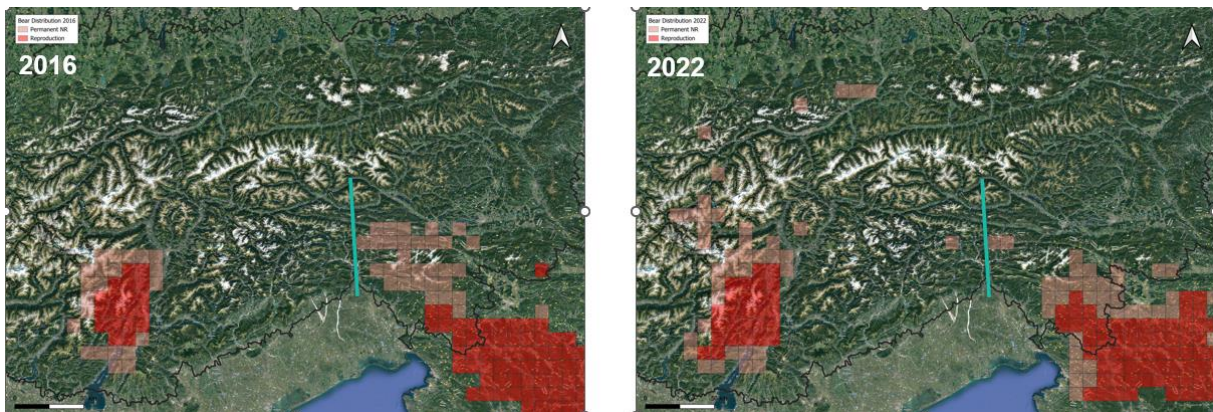 Bear Distribution 2016
Permanent NR
Reproduction
2016
Bear Distribution 2022
Permanent NR
Reproduction
2022